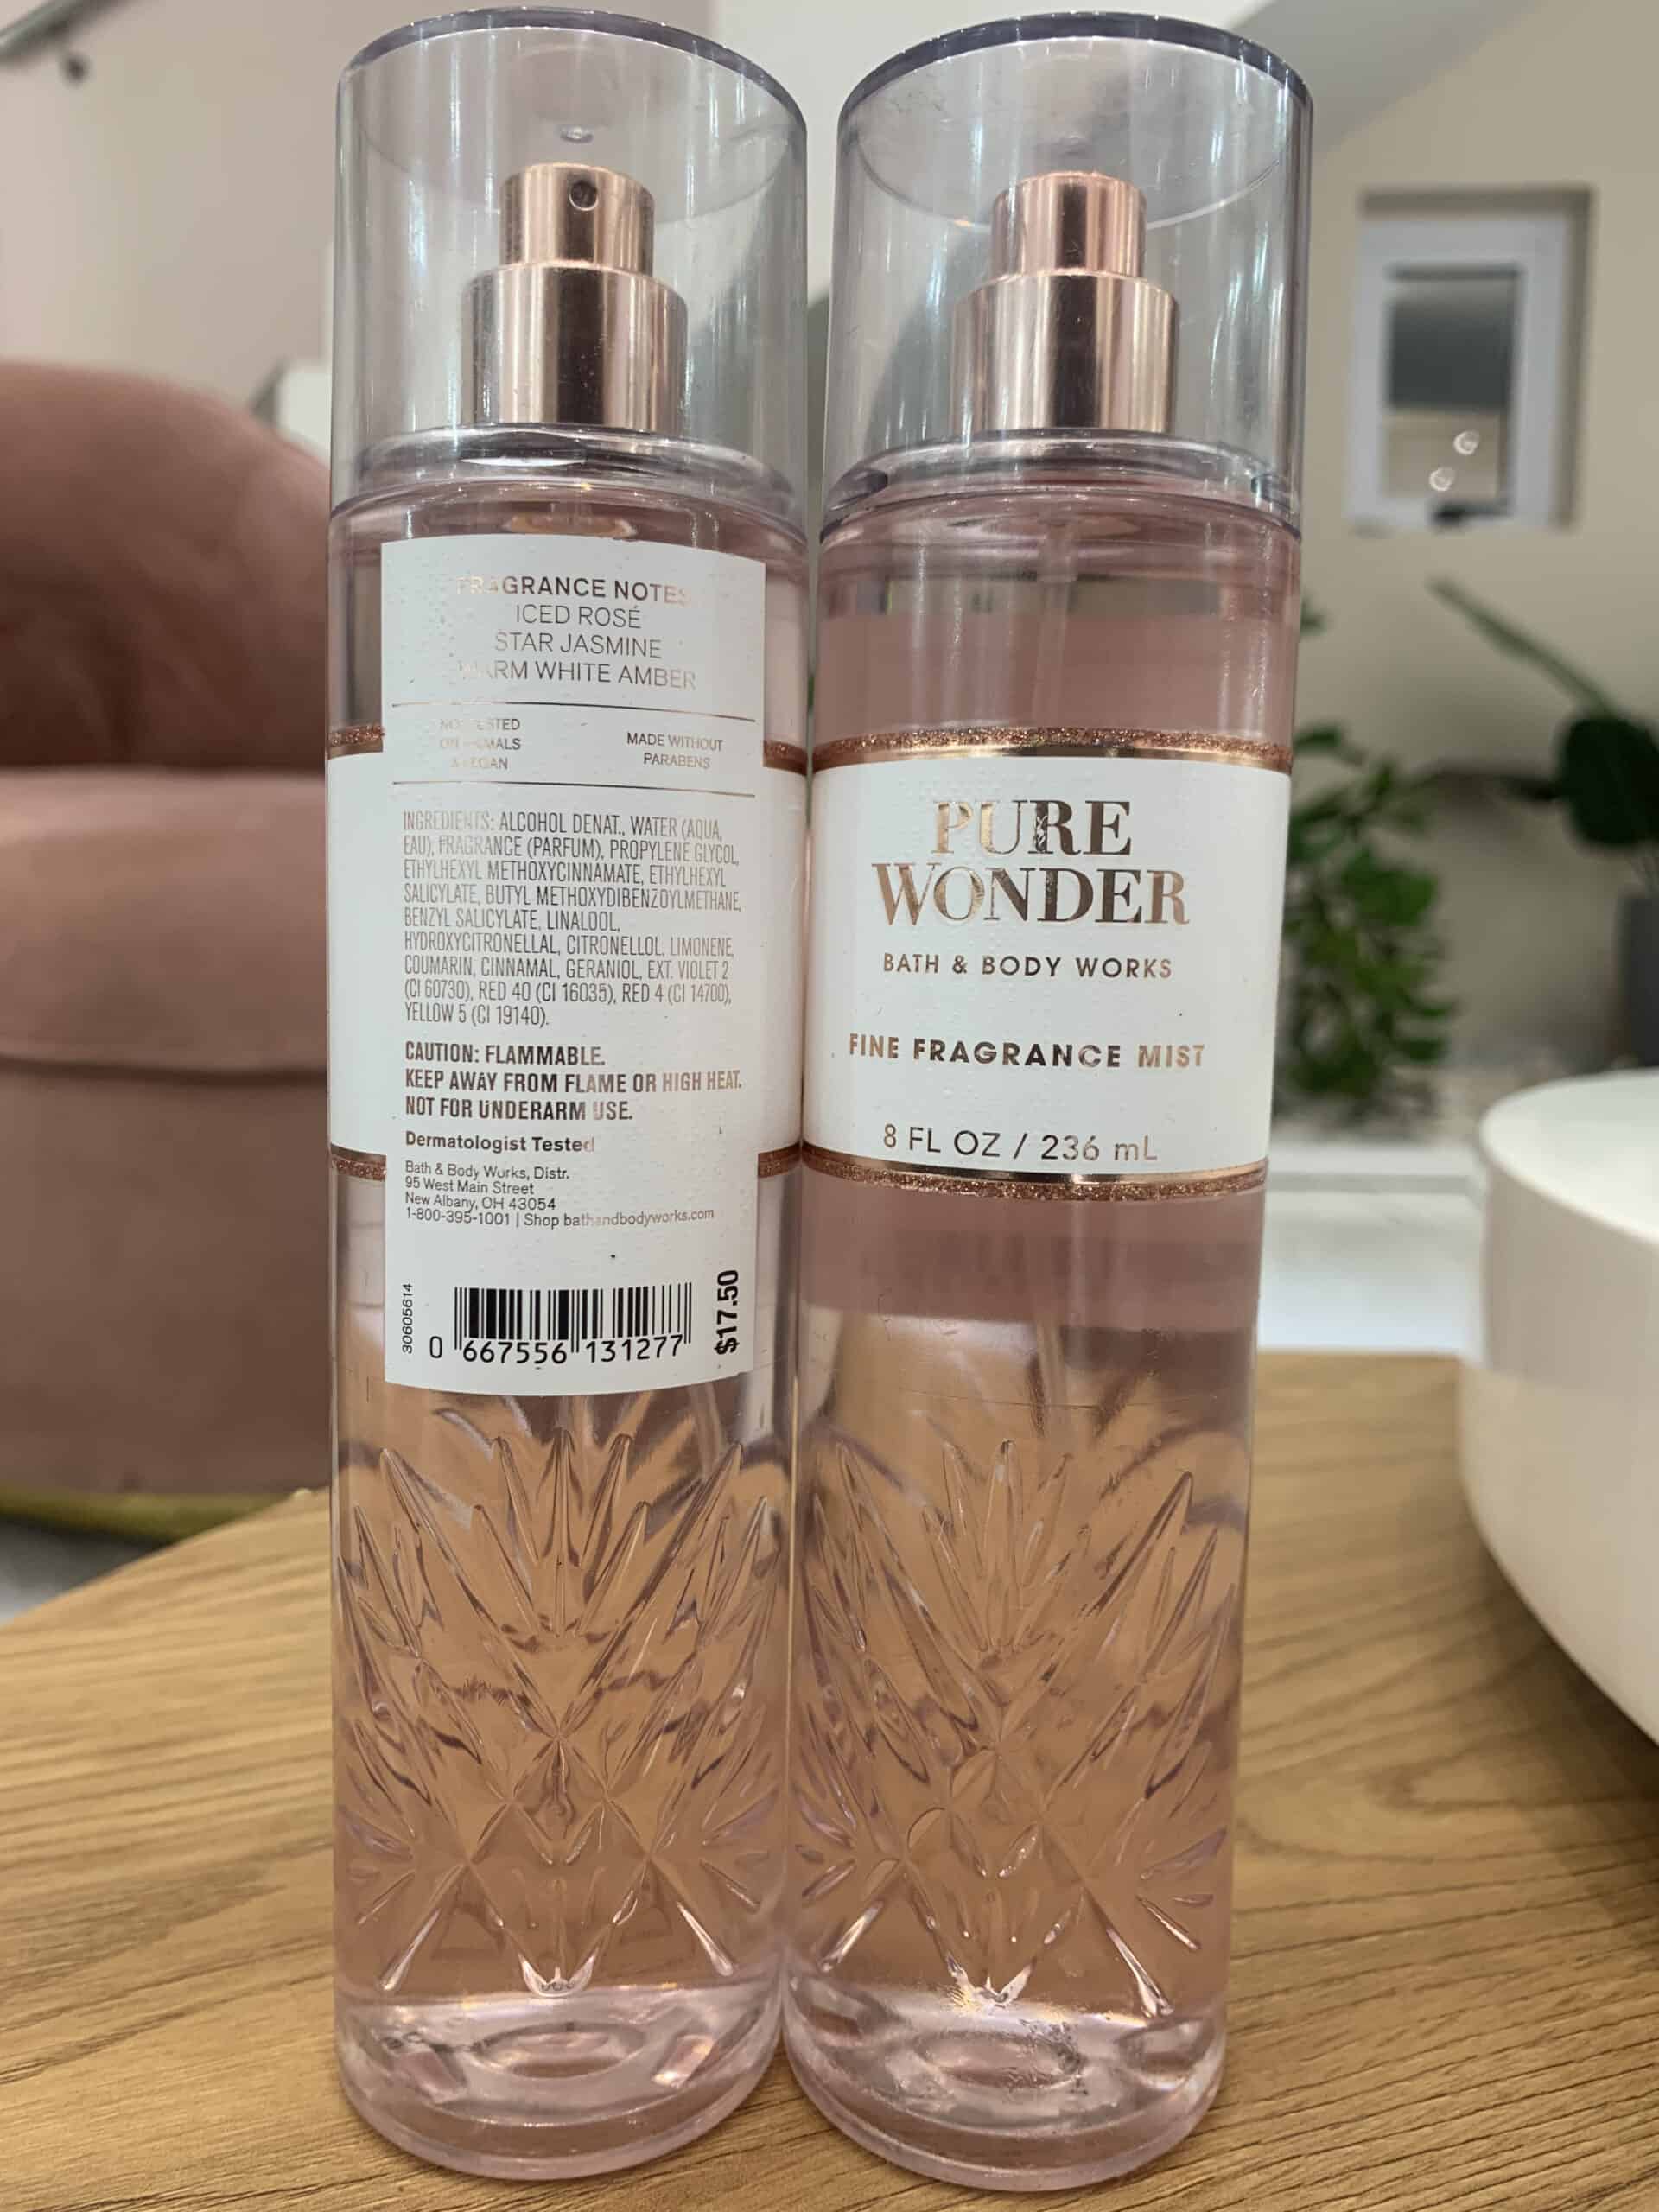 FRAGRANCE NOTES
ICED ROSÉ
STAR JASMINE
WARM WHITE AMBER
NOT TESTED
ON ANIMALS
& VEGAN
MADE WITHOUT
PARABENS
INGREDIENTS: ALCOHOL DENAT., WATER (AQUA,
EAU), FRAGRANCE (PARFUM), PROPYLENE GLYCOL,
ETHYLHEXYL METHOXYCINNAMATE, ETHYLHEXYL
SALICYLATE, BUTYL METHOXYDIBENZOYLMETHANE,
BENZYL SALICYLATE, LINALOOL,
HYDROXYCITRONELLAL, CITRONELLOL, LIMONENE,
COUMARIN, CINNAMAL, GERANIOL, EXT. VIOLET 2
(CI 60730), RED 40 (CI 16035), RED 4 (CI 14700),
YELLOW 5 (CI 19140).
CAUTION: FLAMMABLE.
KEEP AWAY FROM FLAME OR HIGH HEAT.
NOT FOR UNDERARM USE.
Dermatologist Tested
Bath & Body Works, Distr.
95 West Main Street
New Albany, OH 43054
1-800-395-1001 | Shop bathandbodyworks.com
30605614
0 667556 131277
$17.50
PURE
WONDER
BATH & BODY WORKS
FINE FRAGRANCE MIST
8 FL OZ / 236 mL